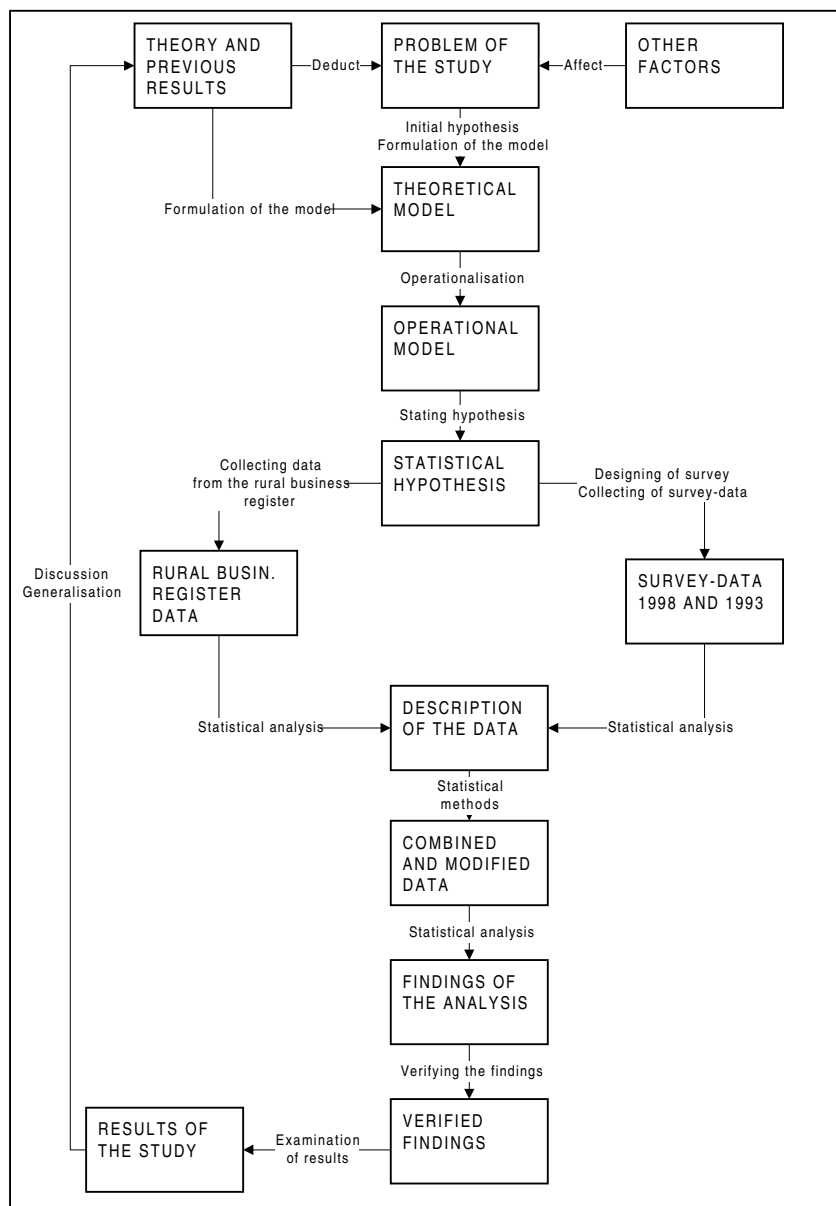 THEORY AND
PREVIOUS
RESULTS
Deduct
PROBLEM OF
THE STUDY
Affect
OTHER
FACTORS
Initial hypothesis
Formulation of the model
THEORETICAL
MODEL
Formulation of the model
Operationalisation
OPERATIONAL
MODEL
Stating hypothesis
STATISTICAL
HYPOTHESIS
Collecting data
from the rural business
register
Designing of survey
Collecting of survey-data
Discussion
Generalisation
RURAL BUSIN.
REGISTER
DATA
SURVEY-DATA
1998 AND 1993
Statistical analysis
DESCRIPTION
OF THE DATA
Statistical analysis
Statistical
methods
COMBINED
AND MODIFIED
DATA
Statistical analysis
FINDINGS OF
THE ANALYSIS
Verifying the findings
VERIFIED
FINDINGS
Examination
of results
RESULTS OF
THE STUDY